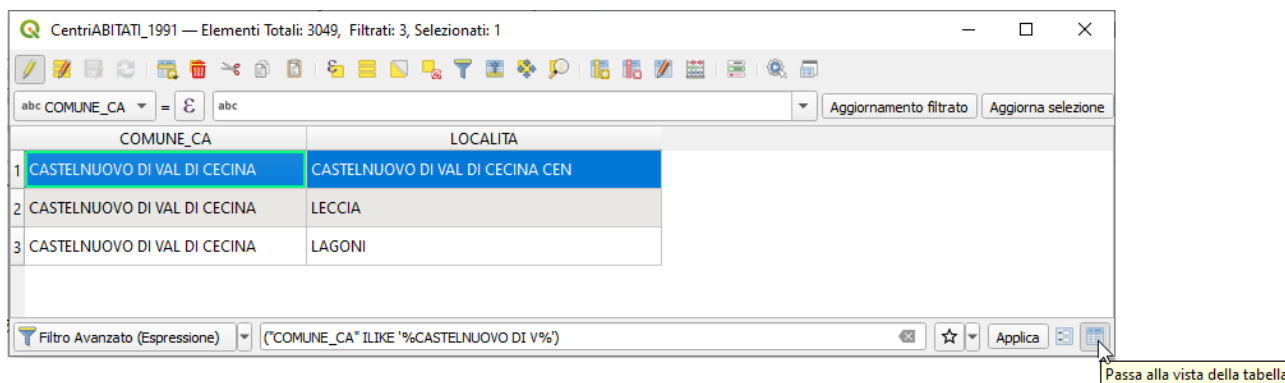 CentriABITATI_1991 — Elementi Totali: 3049, Filtrati: 3, Selezionati: 1
abc COMUNE_CA = ε abc Aggiornamento filtrato Aggiorna selezione
COMUNE_CA LOCALITA
1 CASTELNUOVO DI VAL DI CECINA CASTELNUOVO DI VAL DI CECINA CEN
2 CASTELNUOVO DI VAL DI CECINA LECCIA
3 CASTELNUOVO DI VAL DI CECINA LAGONI
Filtro Avanzato (Espressione) ("COMUNE_CA" ILIKE '%CASTELNUOVO DI V%') Applica
Passa alla vista della tabella